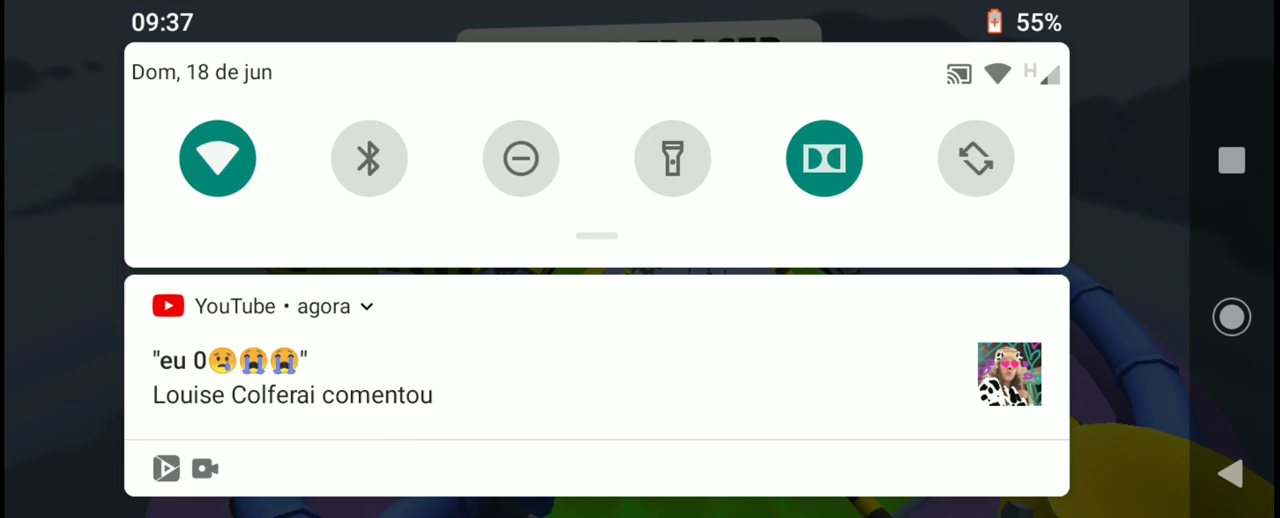 09:37
55%
Dom, 18 de jun
H
YouTube • agora
"eu 0😢😭😭"
Louise Colferai comentou